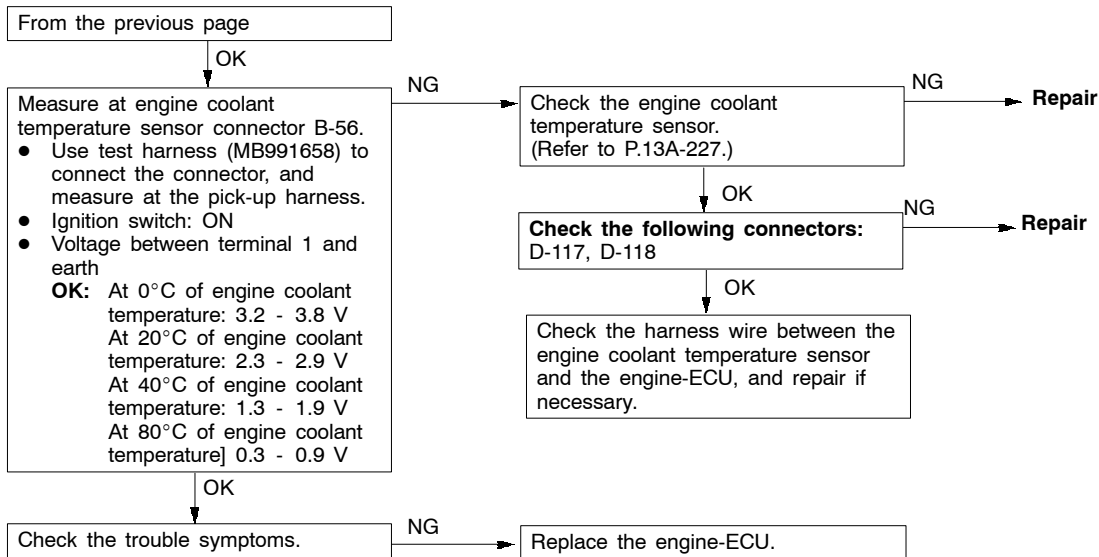 From the previous page
OK
Measure at engine coolant
temperature sensor connector B-56.
● Use test harness (MB991658) to
connect the connector, and
measure at the pick-up harness.
● Ignition switch: ON
● Voltage between terminal 1 and
earth
OK: At 0°C of engine coolant
temperature: 3.2 - 3.8 V
At 20°C of engine coolant
temperature: 2.3 - 2.9 V
At 40°C of engine coolant
temperature: 1.3 - 1.9 V
At 80°C of engine coolant
temperature] 0.3 - 0.9 V
NG
Check the engine coolant
temperature sensor.
(Refer to P.13A-227.)
NG
Repair
OK
Check the following connectors:
D-117, D-118
NG
Repair
OK
Check the harness wire between the
engine coolant temperature sensor
and the engine-ECU, and repair if
necessary.
OK
Check the trouble symptoms.
NG
Replace the engine-ECU.